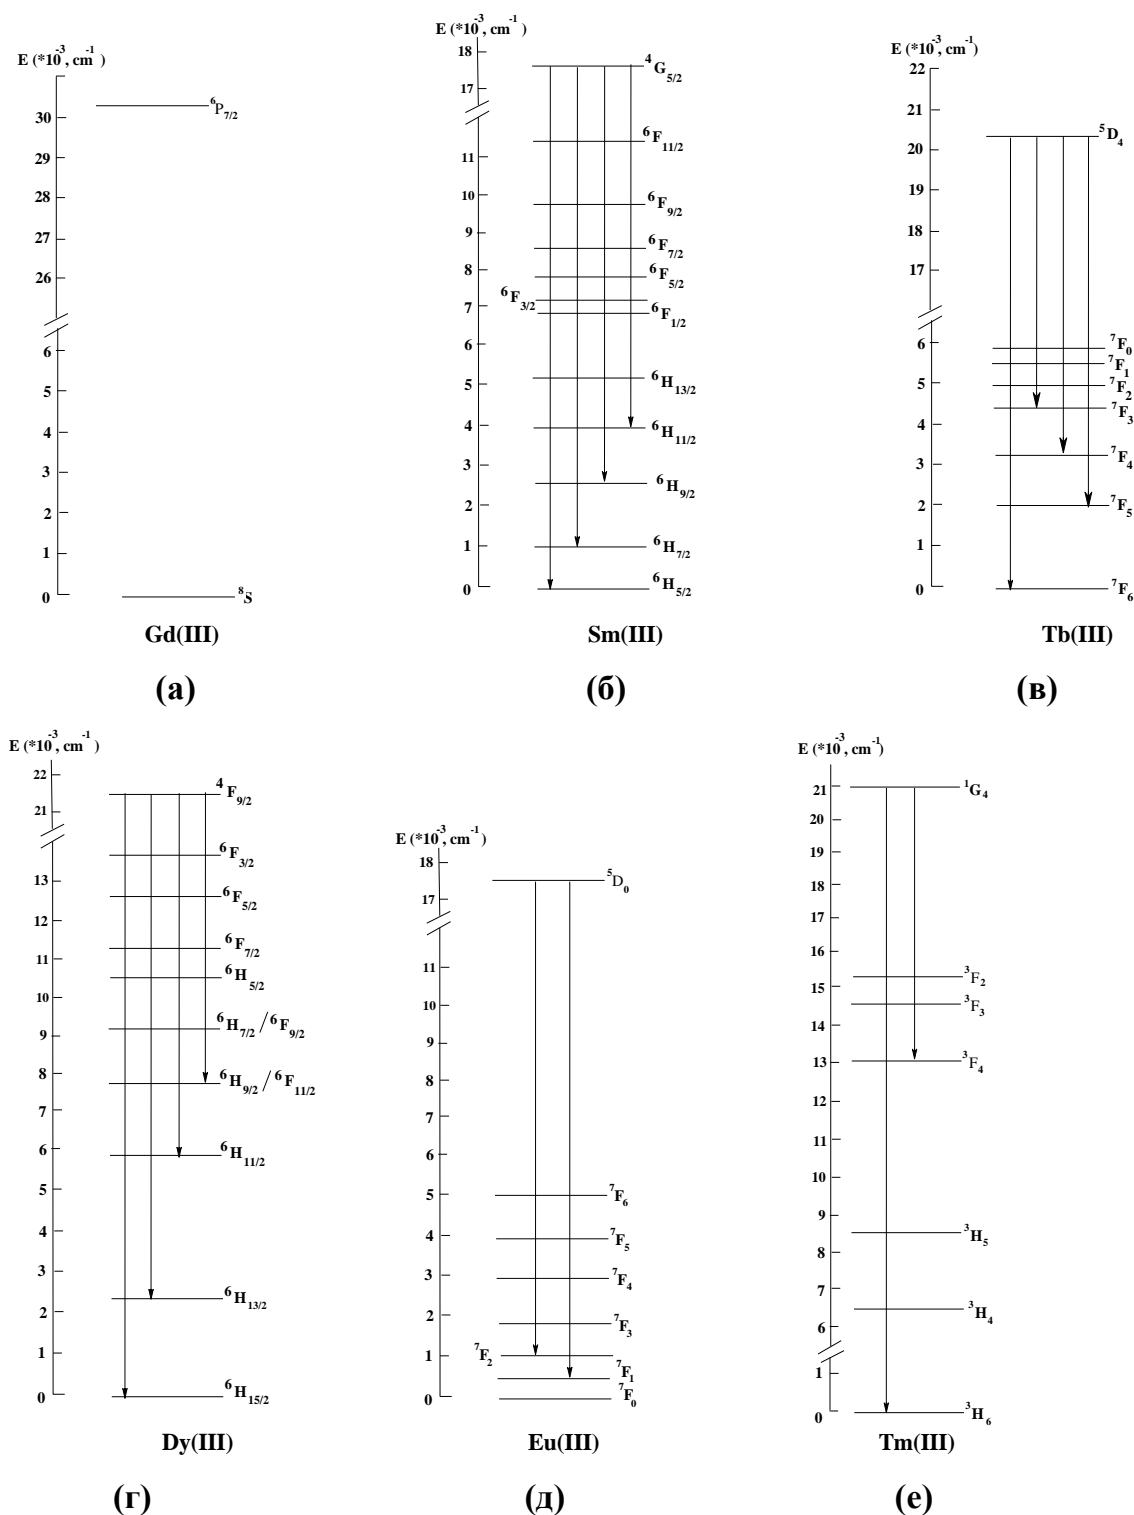 E (*10⁻³, cm⁻¹)
30
29
28
27
26
6
5
4
3
2
1
0
⁶P₇/₂
⁸S
Gd(III)
(а)
E (*10⁻³, cm⁻¹)
18
17
11
10
9
8
7
6
5
4
3
2
1
0
⁴G₅/₂
⁶F₁₁/₂
⁶F₉/₂
⁶F₇/₂
⁶F₅/₂
⁶F₃/₂
⁶F₁/₂
⁶H₁₃/₂
⁶H₁₁/₂
⁶H₉/₂
⁶H₇/₂
⁶H₅/₂
Sm(III)
(б)
E (*10⁻³, cm⁻¹)
22
21
20
19
18
17
6
5
4
3
2
1
0
⁵D₄
⁷F₀
⁷F₁
⁷F₂
⁷F₃
⁷F₄
⁷F₅
⁷F₆
Tb(III)
(в)
E (*10⁻³, cm⁻¹)
22
21
13
12
11
10
9
8
7
6
5
4
3
2
1
0
⁴F₉/₂
⁶F₃/₂
⁶F₅/₂
⁶F₇/₂
⁶H₅/₂
⁶H₇/₂ / ⁶F₉/₂
⁶H₉/₂ / ⁶F₁₁/₂
⁶H₁₁/₂
⁶H₁₃/₂
⁶H₁₅/₂
Dy(III)
(г)
E (*10⁻³, cm⁻¹)
18
17
11
10
9
8
7
6
5
4
3
2
1
0
⁵D₀
⁷F₆
⁷F₅
⁷F₄
⁷F₃
⁷F₂
⁷F₁
⁷F₀
Eu(III)
(д)
E (*10⁻³, cm⁻¹)
21
20
19
18
17
16
15
14
13
12
11
10
9
8
7
6
1
0
¹G₄
³F₂
³F₃
³F₄
³H₅
³H₄
³H₆
Tm(III)
(е)